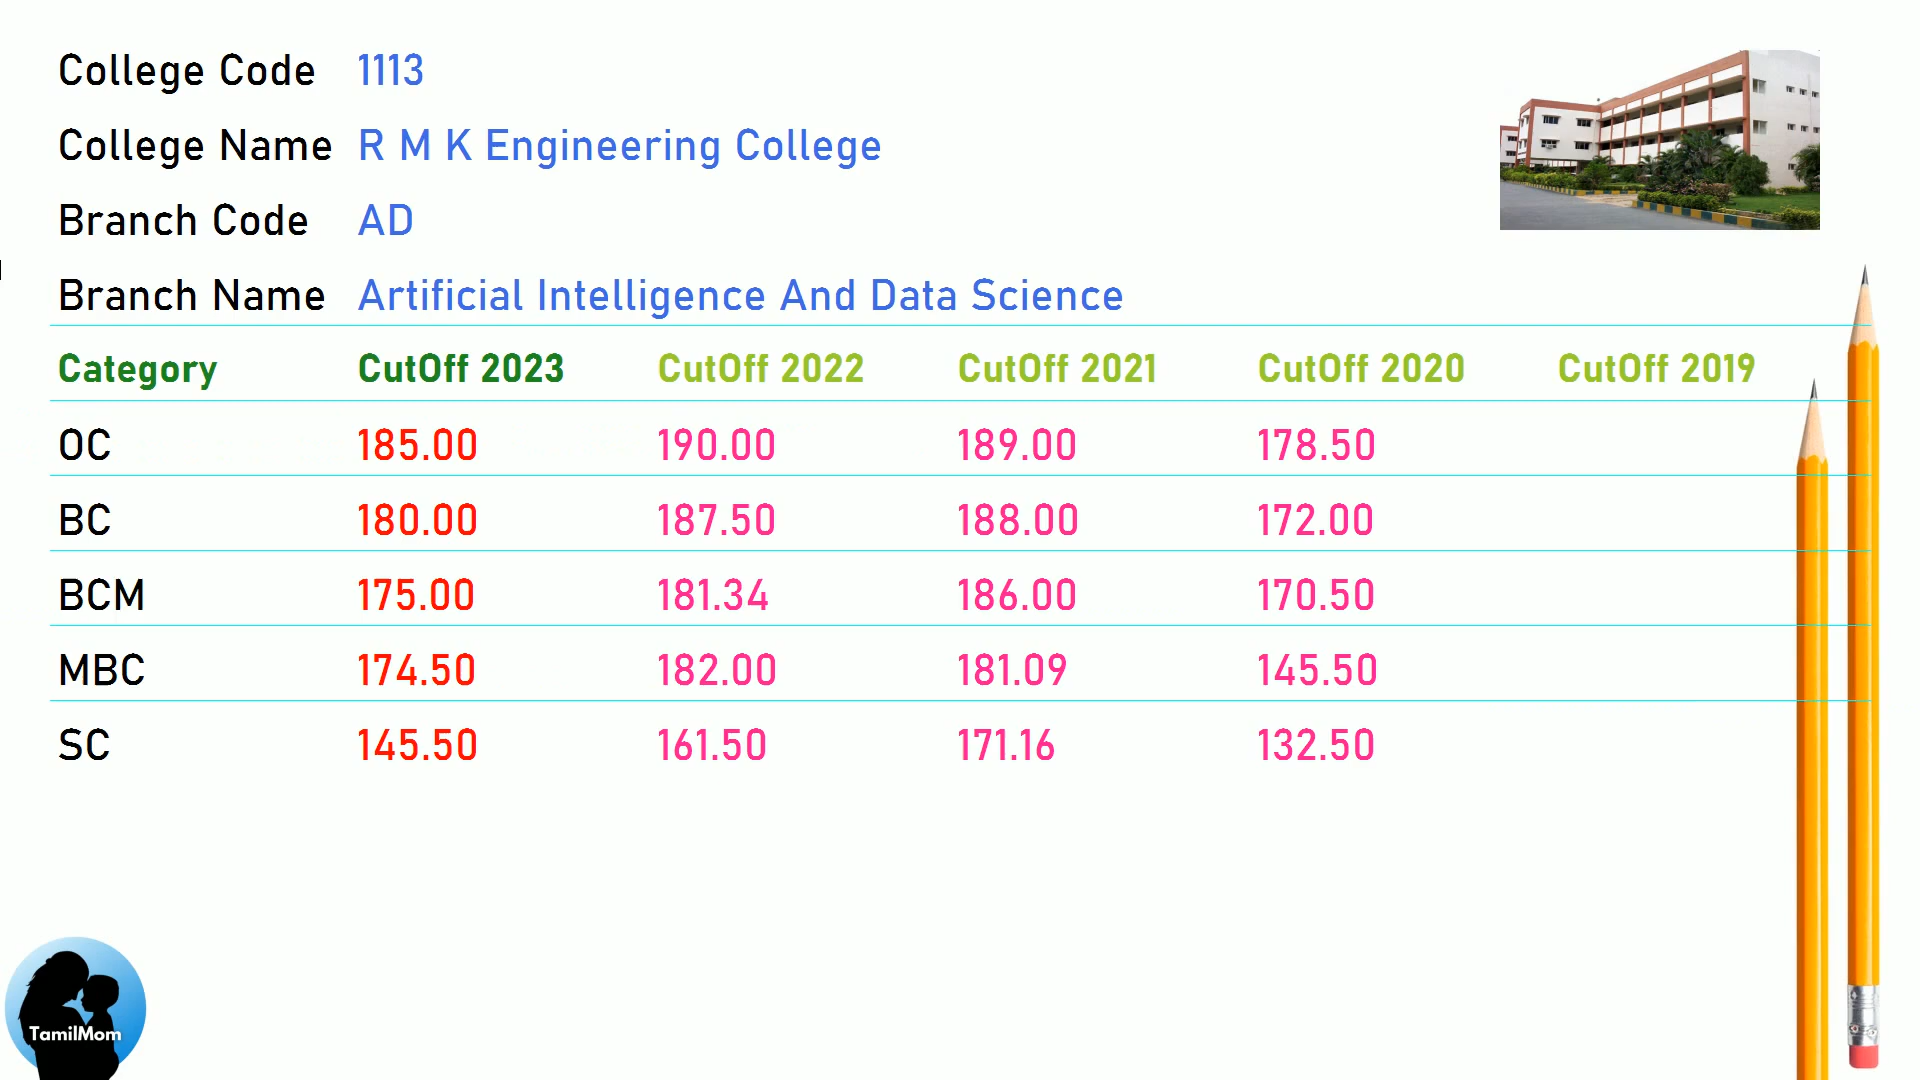 College Code 1113
College Name R M K Engineering College
Branch Code AD
Branch Name Artificial Intelligence And Data Science
Category CutOff 2023 CutOff 2022 CutOff 2021 CutOff 2020 CutOff 2019
OC 185.00 190.00 189.00 178.50
BC 180.00 187.50 188.00 172.00
BCM 175.00 181.34 186.00 170.50
MBC 174.50 182.00 181.09 145.50
SC 145.50 161.50 171.16 132.50
TamilMom